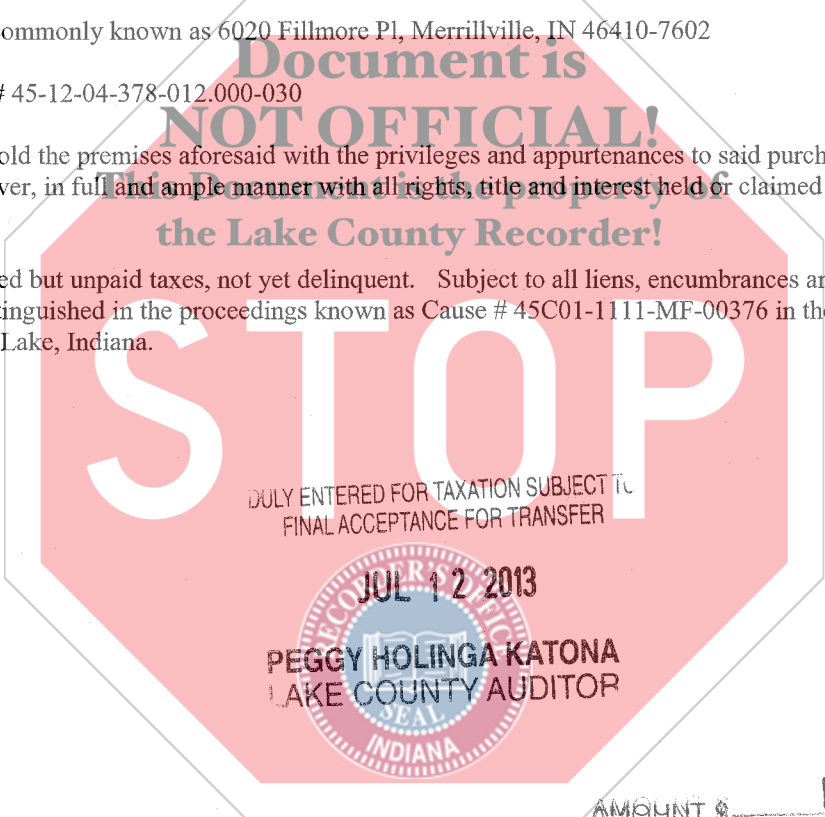 ommonly known as 6020 Fillmore Pl, Merrillville, IN 46410-7602
Document is
# 45-12-04-378-012.000-030
NOT OFFICIAL!
old the premises aforesaid with the privileges and appurtenances to said purch
ver, in full and ample manner with all rights, title and interest held or claimed
This Document is the property of
the Lake County Recorder!
ed but unpaid taxes, not yet delinquent. Subject to all liens, encumbrances an
tinguished in the proceedings known as Cause # 45C01-1111-MF-00376 in the
Lake, Indiana.
STOP
DULY ENTERED FOR TAXATION SUBJECT TO
FINAL ACCEPTANCE FOR TRANSFER
JUL 12 2013
RECORDER'S OFFICE
PEGGY HOLINGA KATONA
LAKE COUNTY AUDITOR
SEAL
INDIANA
AMOUNT $